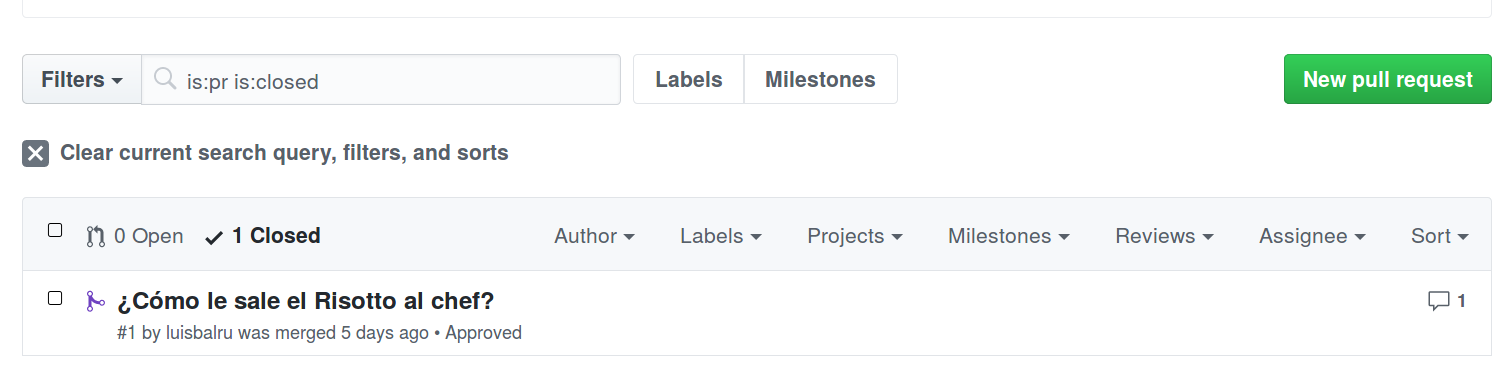 Filters is:pr is:closed Labels Milestones New pull request
Clear current search query, filters, and sorts
0 Open 1 Closed Author Labels Projects Milestones Reviews Assignee Sort
¿Cómo le sale el Risotto al chef? 1
#1 by luisbalru was merged 5 days ago • Approved